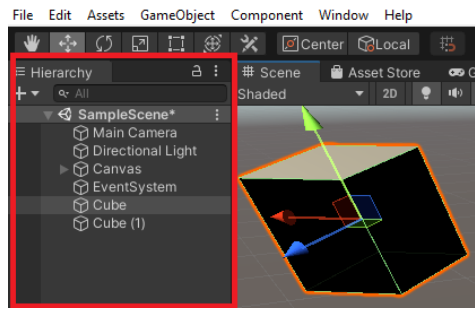 File Edit Assets GameObject Component Window Help
Center Local
Hierarchy # Scene Asset Store
All Shaded 2D
SampleScene*
Main Camera
Directional Light
Canvas
EventSystem
Cube
Cube (1)